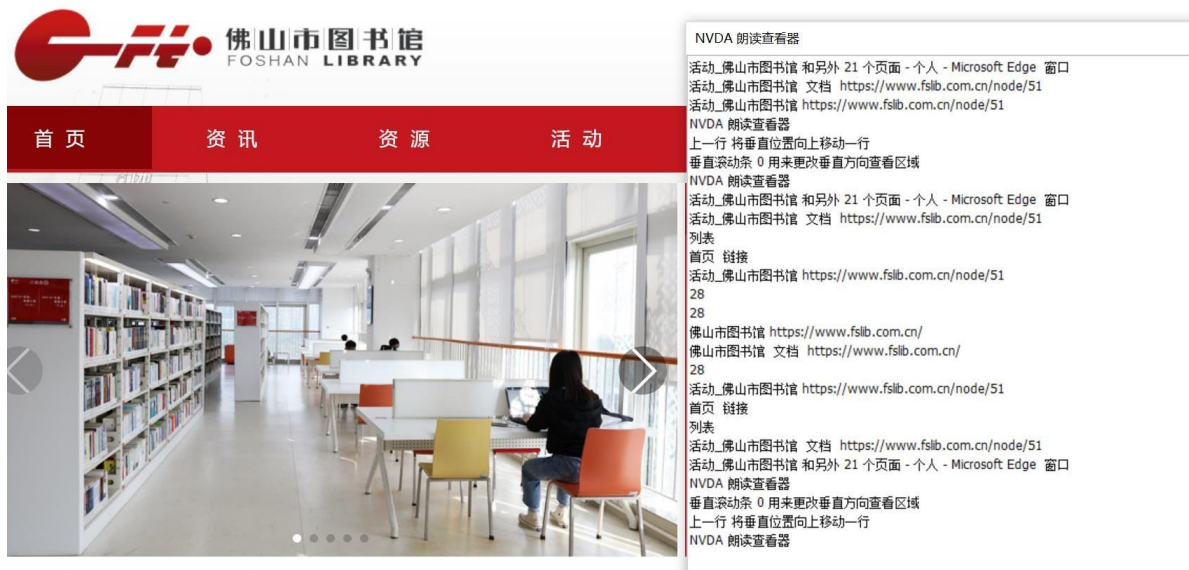 佛山市图书馆
FOSHAN LIBRARY
首 页
资 讯
资 源
活 动
NVDA 朗读查看器
活动_佛山市图书馆 和另外 21 个页面 - 个人 - Microsoft Edge 窗口
活动_佛山市图书馆 文档 https://www.fslib.com.cn/node/51
活动_佛山市图书馆 https://www.fslib.com.cn/node/51
NVDA 朗读查看器
上一行 将垂直位置向上移动一行
垂直滚动条 0 用来更改垂直方向查看区域
NVDA 朗读查看器
活动_佛山市图书馆 和另外 21 个页面 - 个人 - Microsoft Edge 窗口
活动_佛山市图书馆 文档 https://www.fslib.com.cn/node/51
列表
首页 链接
活动_佛山市图书馆 https://www.fslib.com.cn/node/51
28
28
佛山市图书馆 https://www.fslib.com.cn/
佛山市图书馆 文档 https://www.fslib.com.cn/
28
活动_佛山市图书馆 https://www.fslib.com.cn/node/51
首页 链接
列表
活动_佛山市图书馆 文档 https://www.fslib.com.cn/node/51
活动_佛山市图书馆 和另外 21 个页面 - 个人 - Microsoft Edge 窗口
NVDA 朗读查看器
垂直滚动条 0 用来更改垂直方向查看区域
上一行 将垂直位置向上移动一行
NVDA 朗读查看器